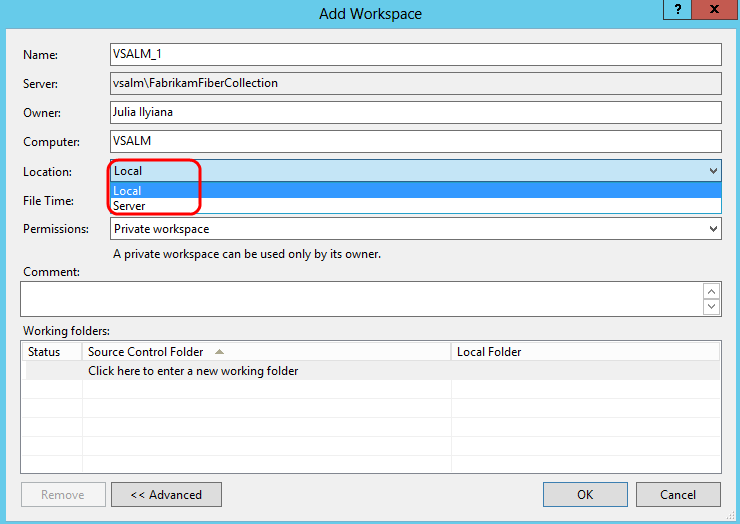 Add Workspace
?
x
Name: VSALM_1
Server: vsalm\FabrikamFiberCollection
Owner: Julia Ilyiana
Computer: VSALM
Location: Local
Local
File Time:
Server
Permissions: Private workspace
A private workspace can be used only by its owner.
Comment:
Working folders:
Status Source Control Folder Local Folder
Click here to enter a new working folder
Remove << Advanced OK Cancel